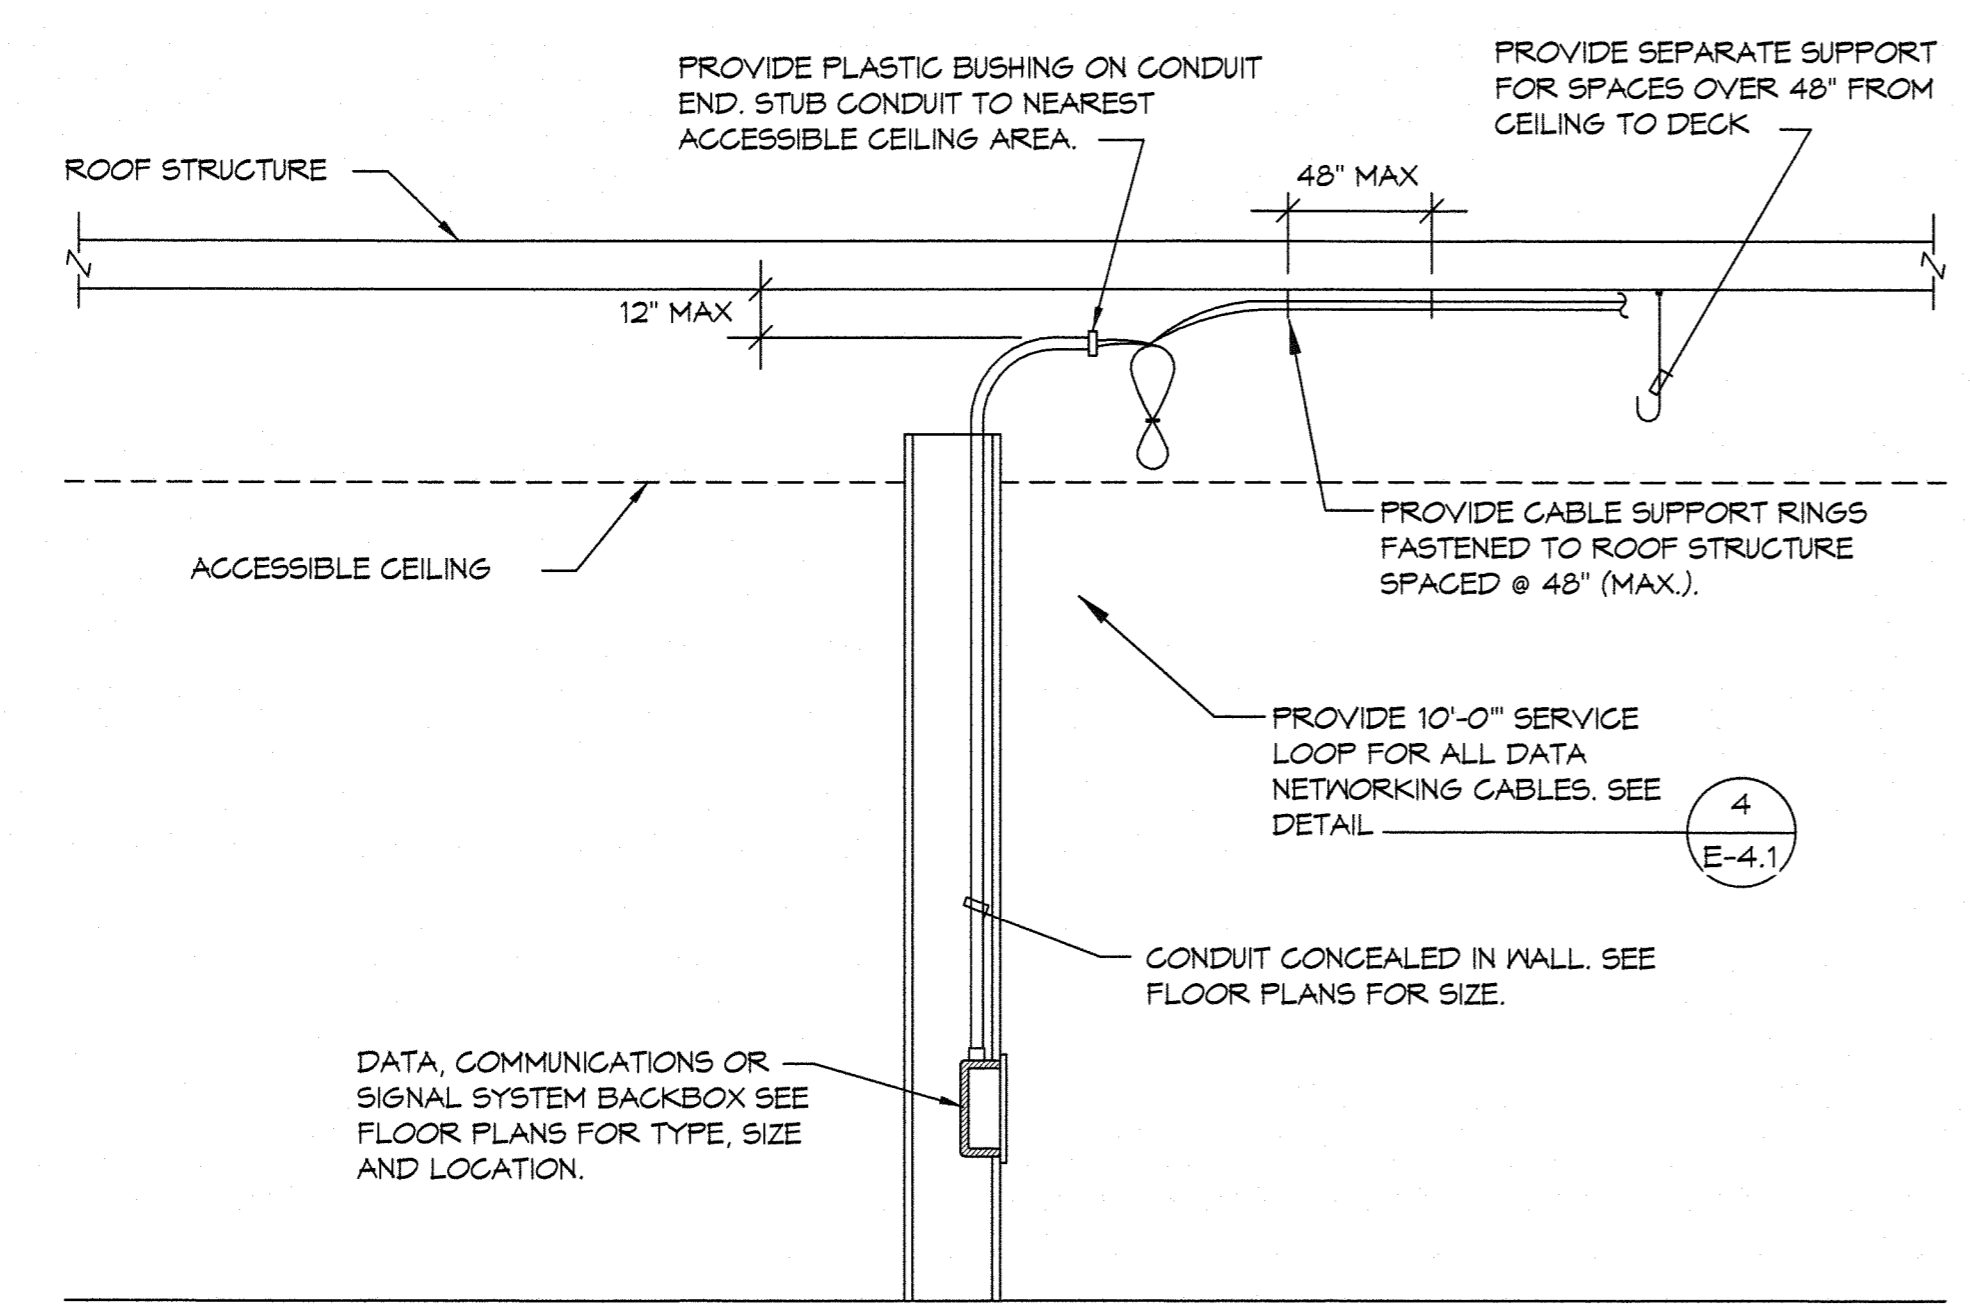 PROVIDE PLASTIC BUSHING ON CONDUIT
END. STUB CONDUIT TO NEAREST
ACCESSIBLE CEILING AREA.
PROVIDE SEPARATE SUPPORT
FOR SPACES OVER 48" FROM
CEILING TO DECK
ROOF STRUCTURE
48" MAX
12" MAX
ACCESSIBLE CEILING
PROVIDE CABLE SUPPORT RINGS
FASTENED TO ROOF STRUCTURE
SPACED @ 48" (MAX.).
PROVIDE 10'-0'" SERVICE
LOOP FOR ALL DATA
NETWORKING CABLES. SEE
DETAIL
4
E-4.1
CONDUIT CONCEALED IN WALL. SEE
FLOOR PLANS FOR SIZE.
DATA, COMMUNICATIONS OR
SIGNAL SYSTEM BACKBOX SEE
FLOOR PLANS FOR TYPE, SIZE
AND LOCATION.